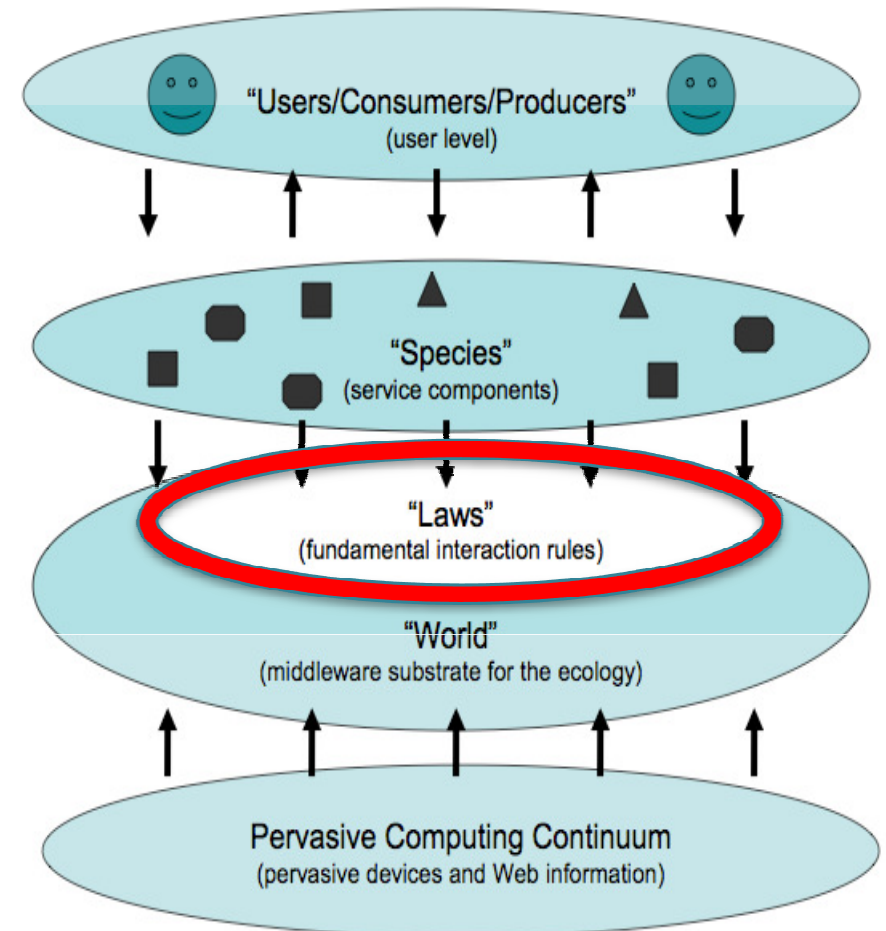 “Users/Consumers/Producers”
(user level)
“Species”
(service components)
“Laws”
(fundamental interaction rules)
“World”
(middleware substrate for the ecology)
Pervasive Computing Continuum
(pervasive devices and Web information)